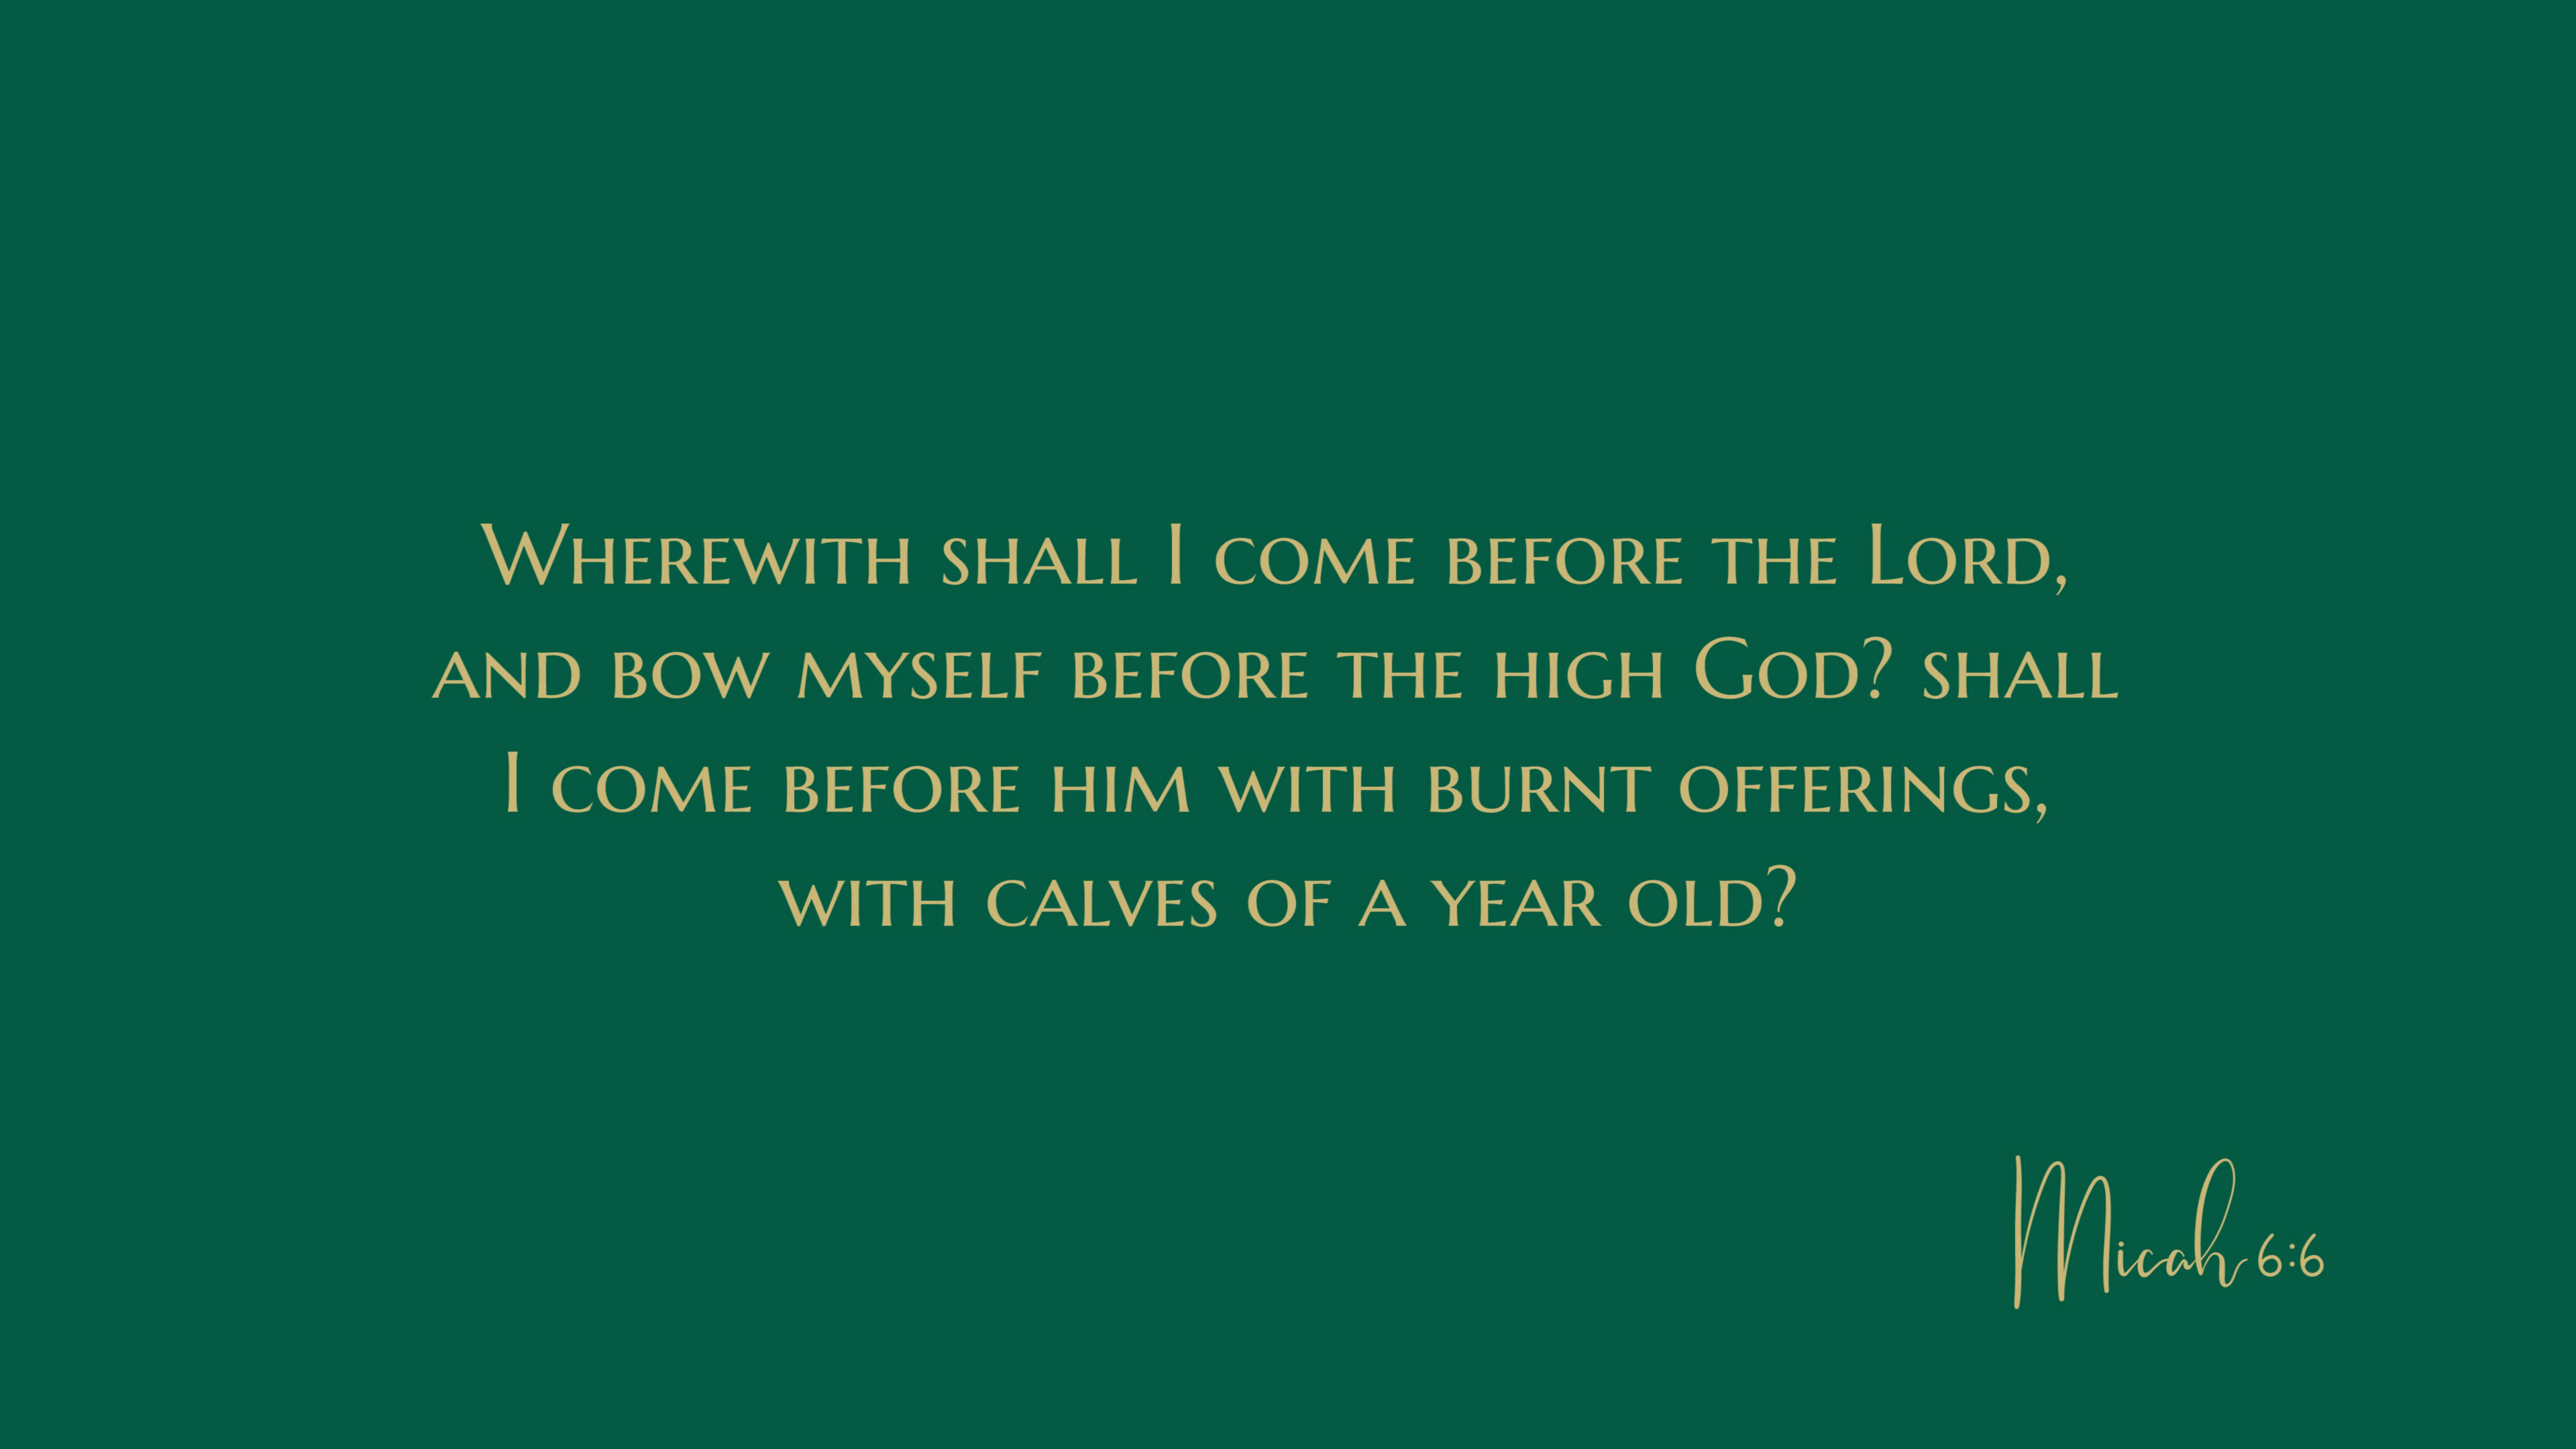 Wherewith shall I come before the Lord,
and bow myself before the high God? shall
I come before him with burnt offerings,
with calves of a year old?
Micah 6:6